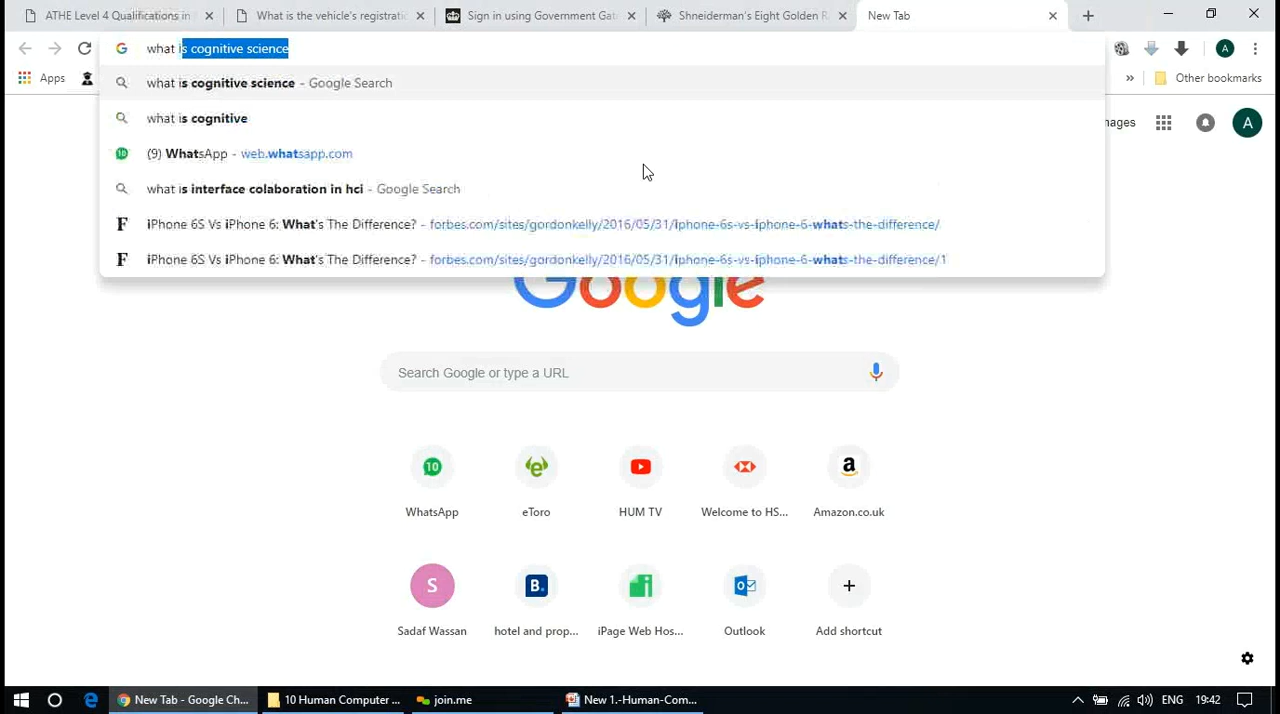 ATHE Level 4 Qualifications in
What is the vehicle's registrati
Sign in using Government Gat
Shneiderman's Eight Golden R
New Tab
what is cognitive science
Apps
Other bookmarks
what is cognitive science - Google Search
what is cognitive
(9) WhatsApp - web.whatsapp.com
what is interface colaboration in hci - Google Search
iPhone 6S Vs iPhone 6: What's The Difference? - forbes.com/sites/gordonkelly/2016/05/31/iphone-6s-vs-iphone-6-whats-the-difference/
iPhone 6S Vs iPhone 6: What's The Difference? - forbes.com/sites/gordonkelly/2016/05/31/iphone-6s-vs-iphone-6-whats-the-difference/1
mages
A
A
Google
Search Google or type a URL
10
WhatsApp
eToro
HUM TV
Welcome to HS...
Amazon.co.uk
S
B.
Sadaf Wassan
hotel and prop...
iPage Web Hos...
Outlook
Add shortcut
New Tab - Google Ch...
10 Human Computer ...
join.me
New 1.-Human-Com...
ENG
19:42